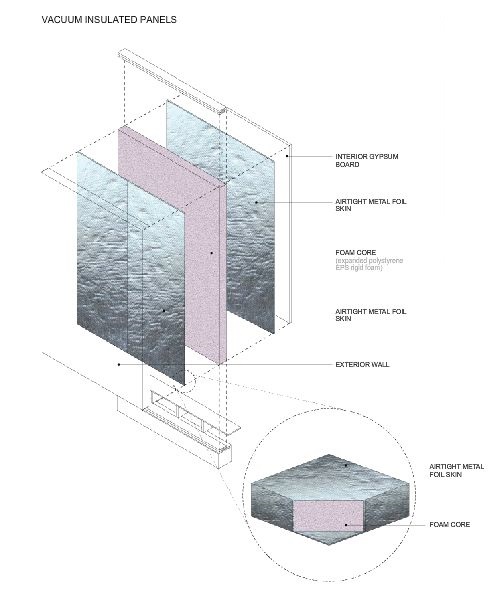 VACUUM INSULATED PANELS
INTERIOR GYPSUM
BOARD
AIRTIGHT METAL FOIL
SKIN
FOAM CORE
(expanded polystyrene
EPS rigid foam)
AIRTIGHT METAL FOIL
SKIN
EXTERIOR WALL
AIRTIGHT METAL
FOIL SKIN
FOAM CORE